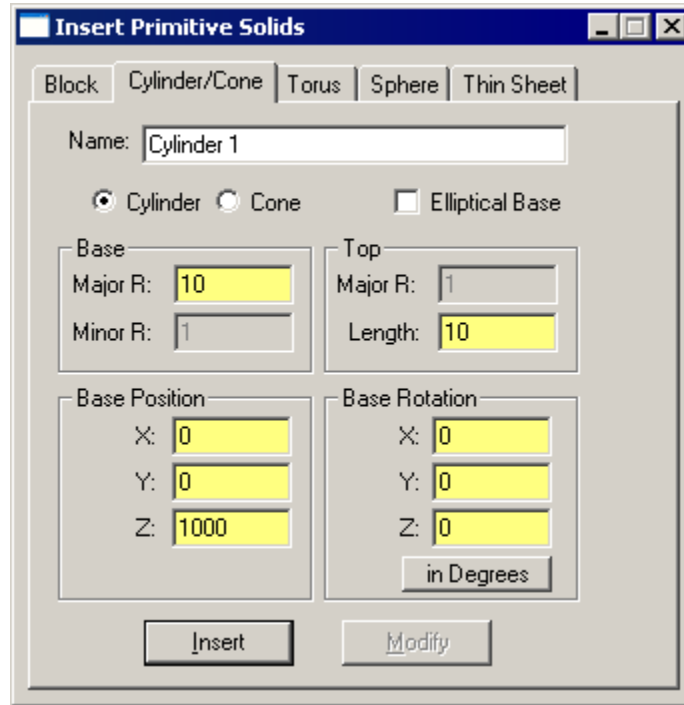 Insert Primitive Solids
Block Cylinder/Cone Torus Sphere Thin Sheet
Name: Cylinder 1
Cylinder Cone Elliptical Base
Base
Major R: 10
Minor R: 1
Top
Major R: 1
Length: 10
Base Position
X: 0
Y: 0
Z: 1000
Base Rotation
X: 0
Y: 0
Z: 0
in Degrees
Insert Modify